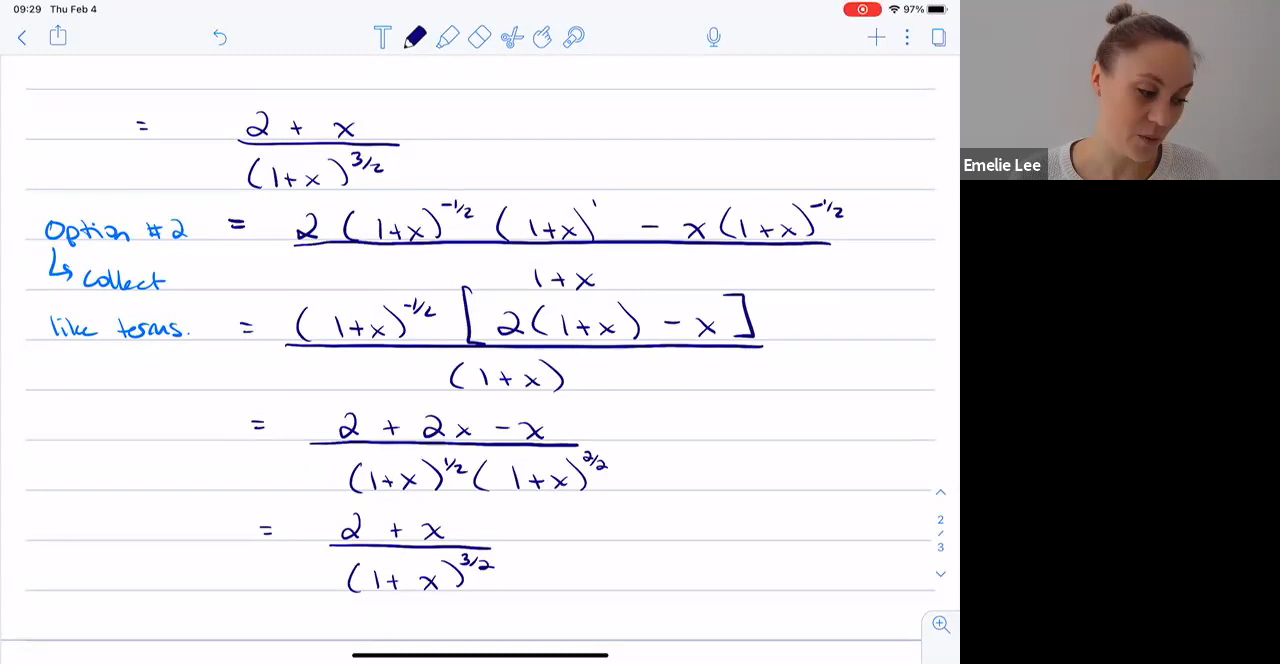 09:29 Thu Feb 4
97%
T
= 2 + x
(1+x)^3/2
Option #2 = 2(1+x)^-1/2 (1+x)^1 - x(1+x)^-1/2
↳ collect 1+x
like terms. = (1+x)^-1/2 [2(1+x) - x]
(1+x)
= 2 + 2x - x
(1+x)^1/2 (1+x)^2/2
= 2 + x
(1+x)^3/2
2
/
3
Emelie Lee